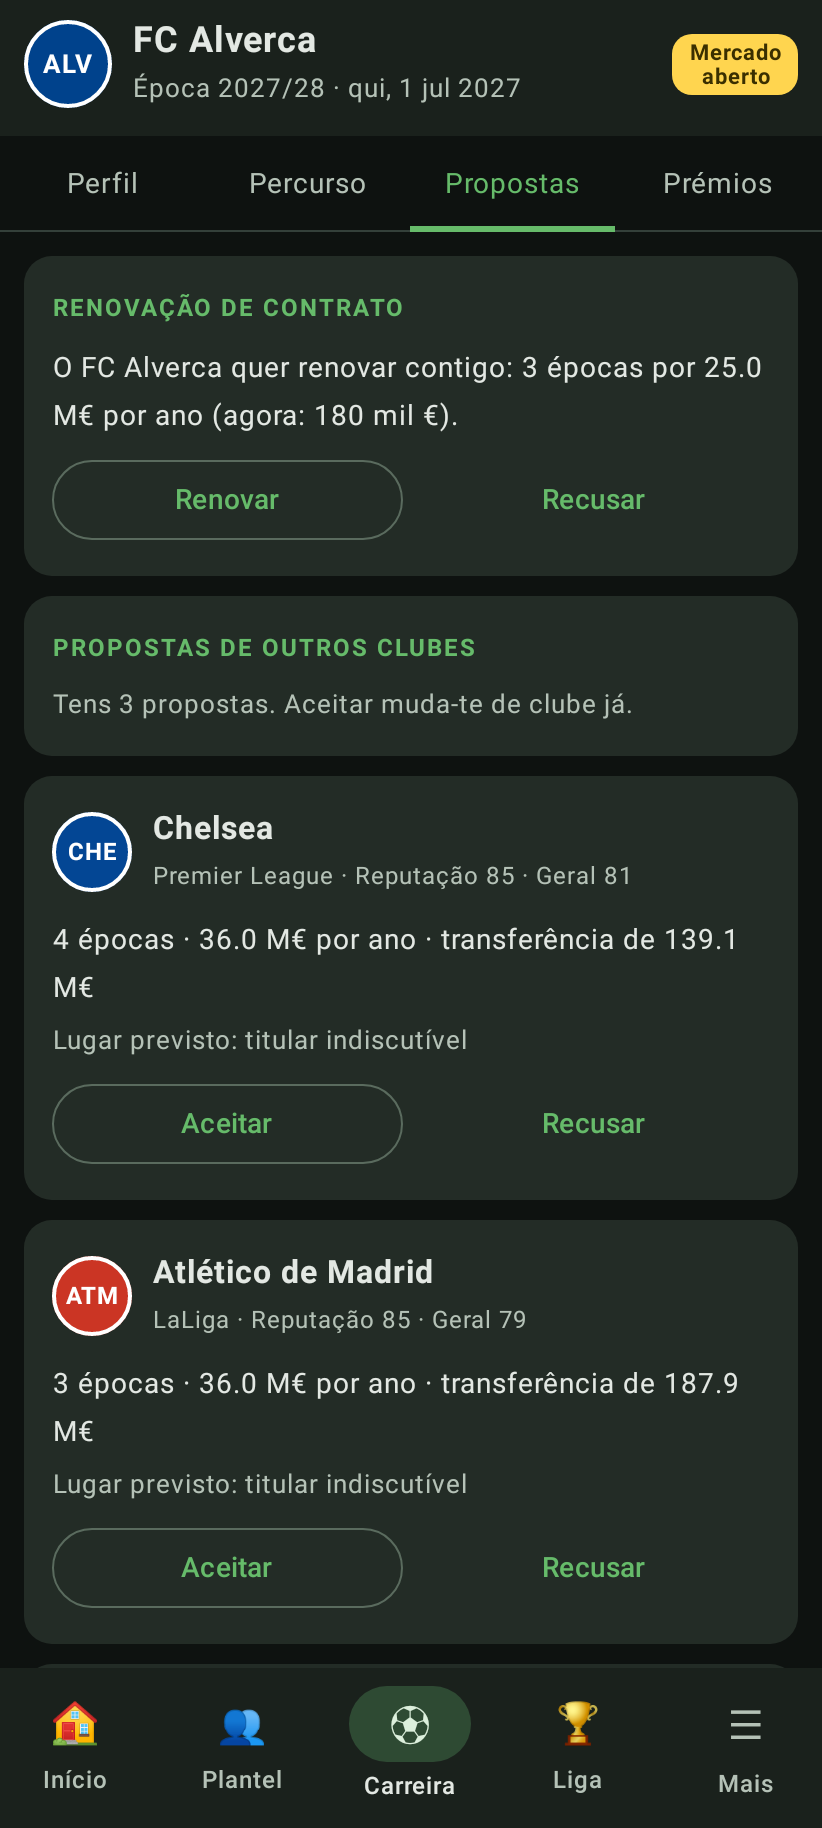 ALV
FC Alverca
Época 2027/28 · qui, 1 jul 2027
Mercado
aberto
Perfil
Percurso
Propostas
Prémios
RENOVAÇÃO DE CONTRATO
O FC Alverca quer renovar contigo: 3 épocas por 25.0
M€ por ano (agora: 180 mil €).
Renovar
Recusar
PROPOSTAS DE OUTROS CLUBES
Tens 3 propostas. Aceitar muda-te de clube já.
CHE
Chelsea
Premier League · Reputação 85 · Geral 81
4 épocas · 36.0 M€ por ano · transferência de 139.1
M€
Lugar previsto: titular indiscutível
Aceitar
Recusar
ATM
Atlético de Madrid
LaLiga · Reputação 85 · Geral 79
3 épocas · 36.0 M€ por ano · transferência de 187.9
M€
Lugar previsto: titular indiscutível
Aceitar
Recusar
Início
Plantel
Carreira
Liga
Mais